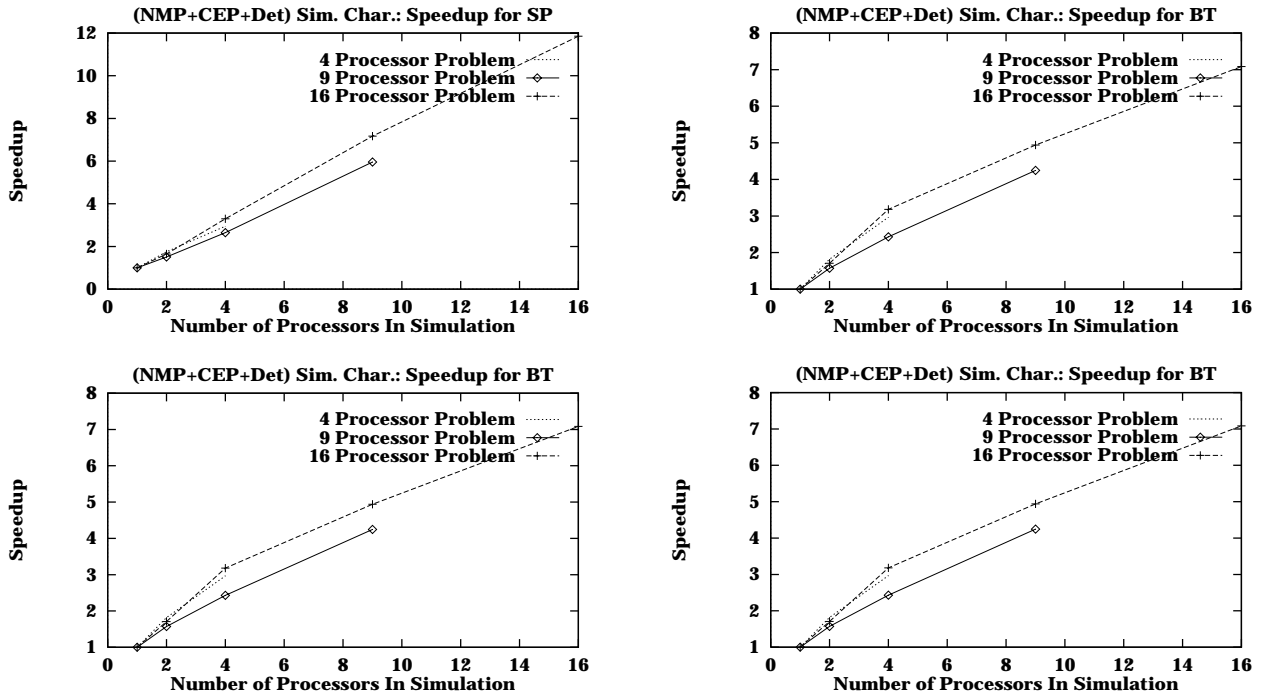 (NMP+CEP+Det) Sim. Char.: Speedup for SP
12
10
8
6
4
2
0
Speedup
4 Processor Problem
9 Processor Problem
16 Processor Problem
0 2 4 6 8 10 12 14 16
Number of Processors In Simulation
(NMP+CEP+Det) Sim. Char.: Speedup for BT
8
7
6
5
4
3
2
1
Speedup
4 Processor Problem
9 Processor Problem
16 Processor Problem
0 2 4 6 8 10 12 14 16
Number of Processors In Simulation
(NMP+CEP+Det) Sim. Char.: Speedup for BT
8
7
6
5
4
3
2
1
Speedup
4 Processor Problem
9 Processor Problem
16 Processor Problem
0 2 4 6 8 10 12 14 16
Number of Processors In Simulation
(NMP+CEP+Det) Sim. Char.: Speedup for BT
8
7
6
5
4
3
2
1
Speedup
4 Processor Problem
9 Processor Problem
16 Processor Problem
0 2 4 6 8 10 12 14 16
Number of Processors In Simulation